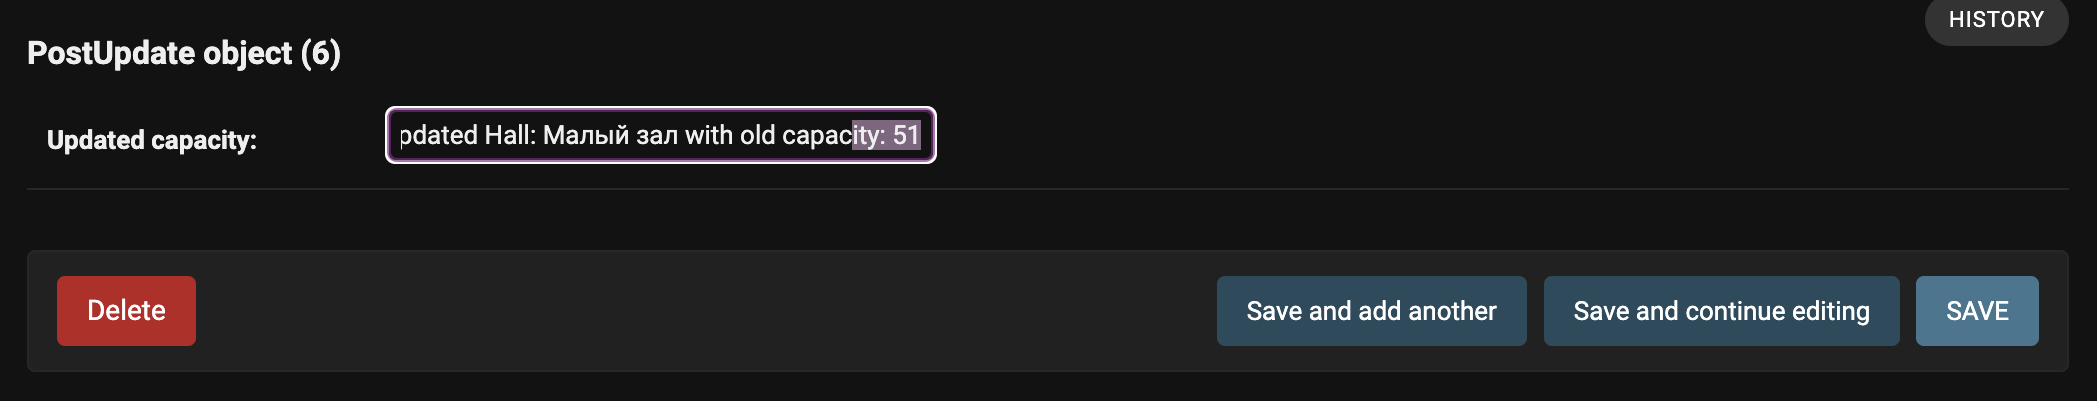 HISTORY
PostUpdate object (6)
Updated capacity:
pdated Hall: Малый зал with old capacity: 51
Delete
Save and add another
Save and continue editing
SAVE